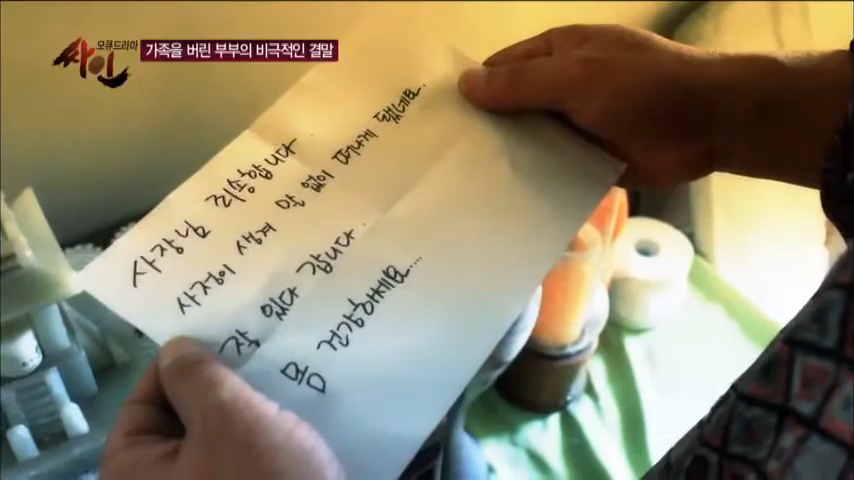 모큐드라마
싸인
가족을 버린 부부의 비극적인 결말
사장님 죄송합니다.
사정이 생겨 말 없이 떠나게 됐네요..
잘 있다 갑니다.
몸 건강하세요....